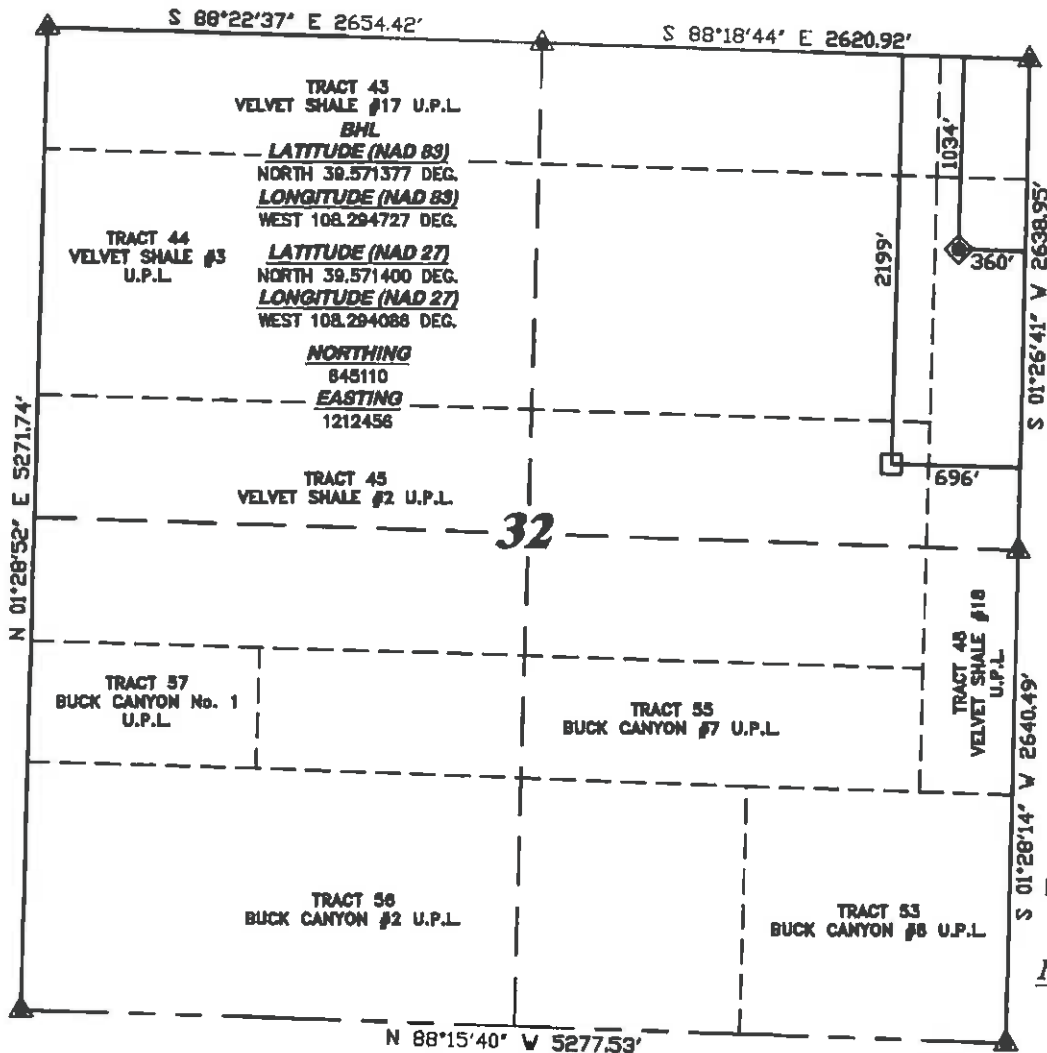 S 88°22'37" E 2654.42'
S 88°18'44" E 2620.92'
TRACT 43
VELVET SHALE #17 U.P.L.
BHL
LATITUDE (NAD 83)
NORTH 39.571377 DEG.
LONGITUDE (NAD 83)
WEST 108.294727 DEG.
LATITUDE (NAD 27)
NORTH 39.571400 DEG.
LONGITUDE (NAD 27)
WEST 108.294086 DEG.
NORTHING
645110
EASTING
1212456
TRACT 44
VELVET SHALE #3
U.P.L.
1034'
360'
2199'
696'
S 01°26'41" W 2638.95'
N 01°28'52" E 5271.74'
TRACT 45
VELVET SHALE #2 U.P.L.
32
TRACT 57
BUCK CANYON No. 1
U.P.L.
TRACT 55
BUCK CANYON #7 U.P.L.
TRACT 48
VELVET SHALE #18
U.P.L.
S 01°28'14" W 2640.49'
TRACT 56
BUCK CANYON #2 U.P.L.
TRACT 53
BUCK CANYON #8 U.P.L.
N 88°15'40" W 5277.53'